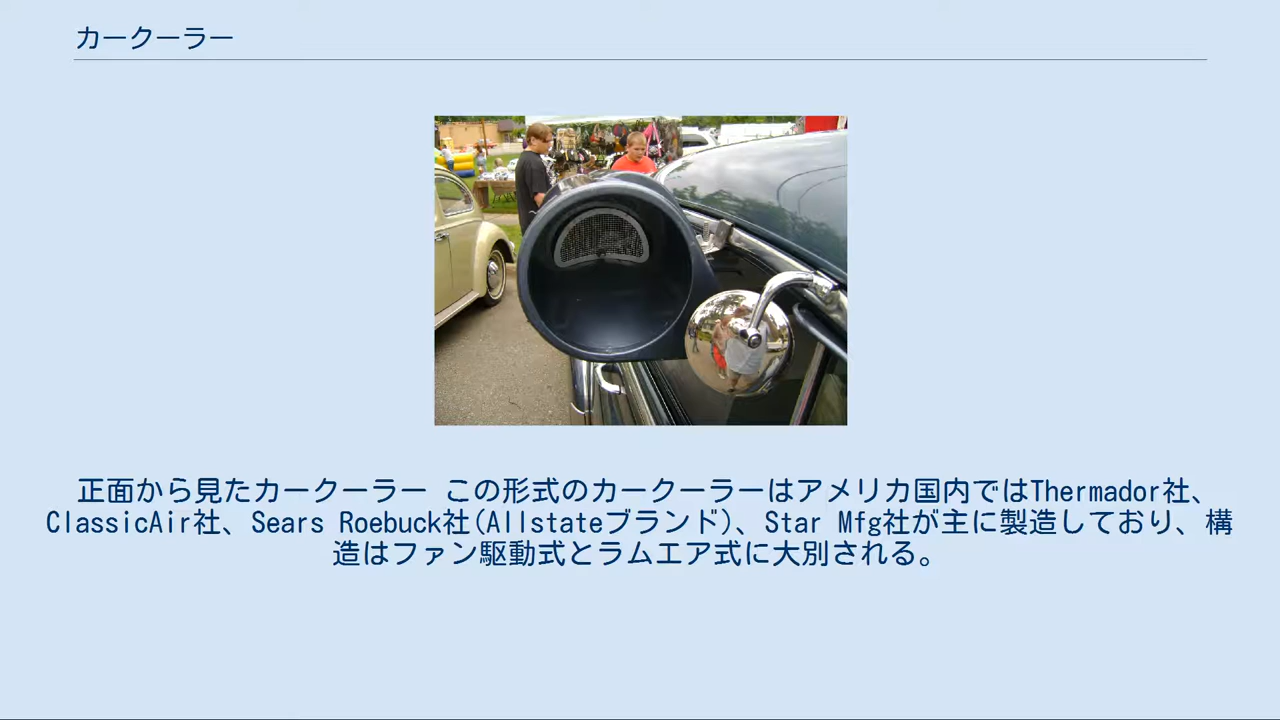 カークーラー
正面から見たカークーラー この形式のカークーラーはアメリカ国内ではThermador社、
ClassicAir社、Sears Roebuck社(Allstateブランド)、Star Mfg社が主に製造しており、構
造はファン駆動式とラムエア式に大別される。